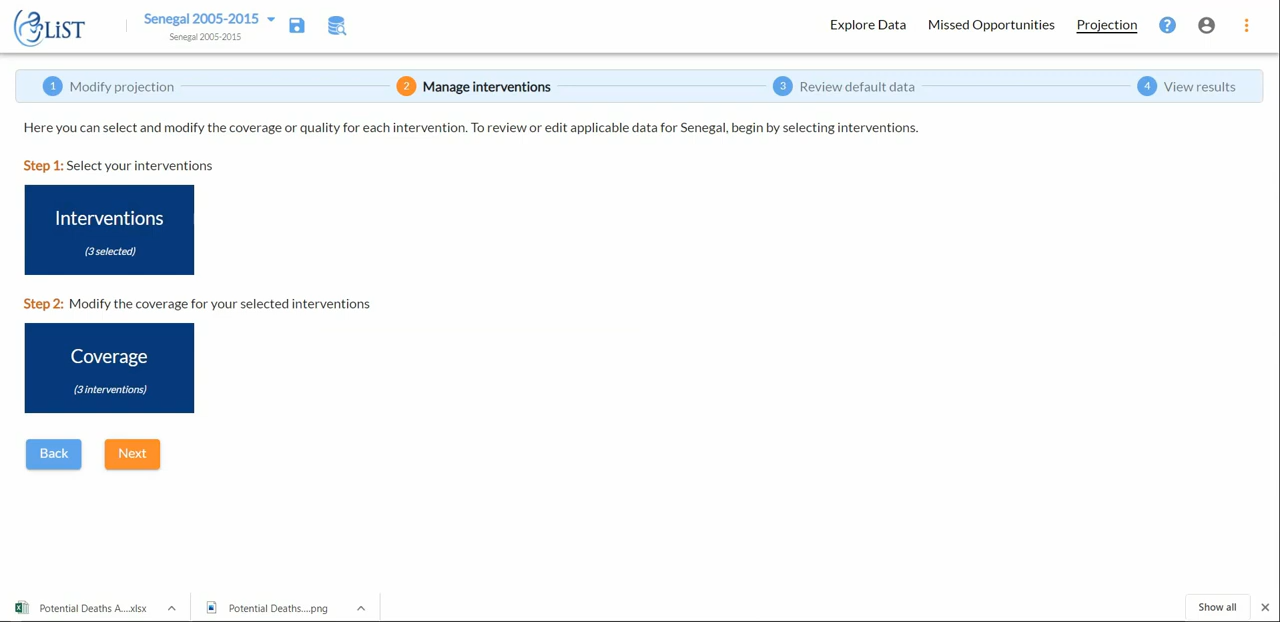 LiST
Senegal 2005-2015
Senegal 2005-2015
Explore Data
Missed Opportunities
Projection
?
1 Modify projection
2 Manage interventions
3 Review default data
4 View results
Here you can select and modify the coverage or quality for each intervention. To review or edit applicable data for Senegal, begin by selecting interventions.
Step 1: Select your interventions
Interventions
(3 selected)
Step 2: Modify the coverage for your selected interventions
Coverage
(3 interventions)
Back
Next
Potential Deaths A....xlsx
Potential Deaths....png
Show all